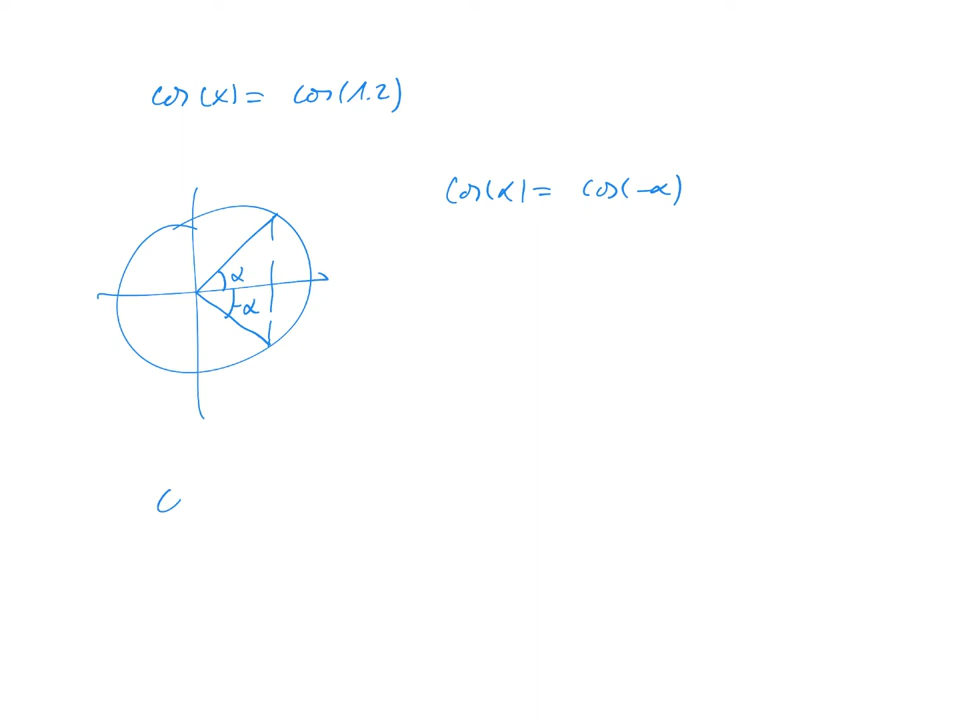 cos(x) = cos(1.2)
cos(α) = cos(-α)
α
-α
C